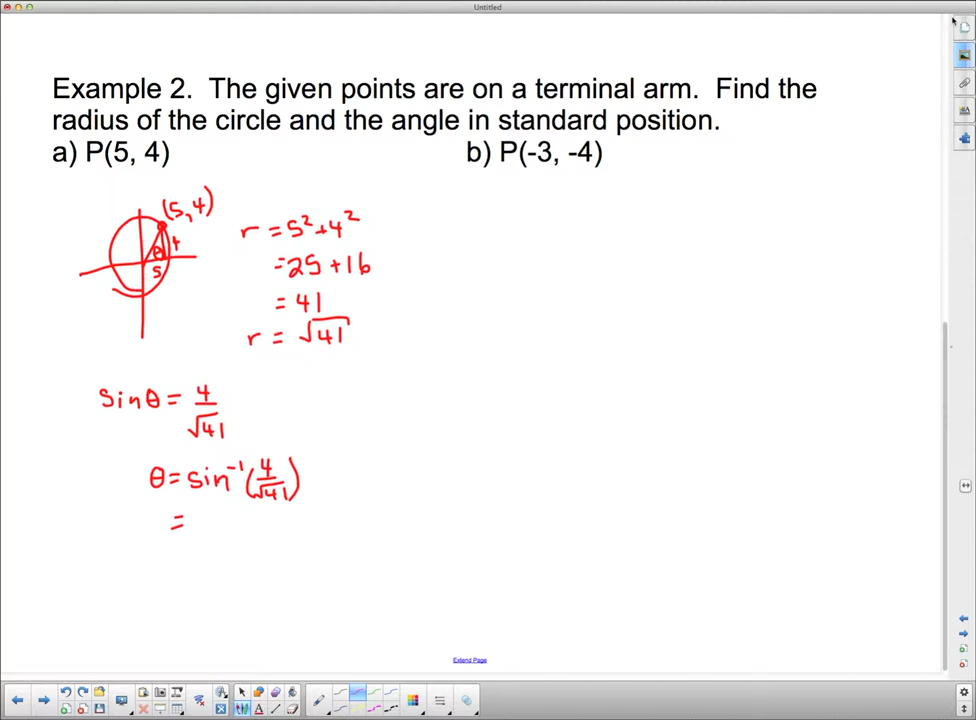 Untitled
Example 2. The given points are on a terminal arm. Find the
radius of the circle and the angle in standard position.
a) P(5, 4) b) P(-3, -4)
(5,4)
θ 4
5
r = 5² + 4²
= 25 + 16
= 41
r = √41
sin θ = 4/√41
θ = sin⁻¹(4/√41)
=
Extend Page